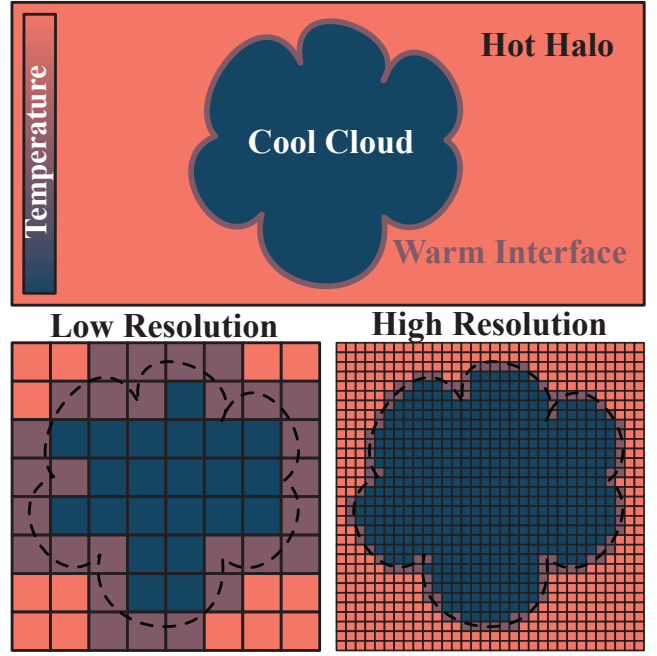 Temperature
Hot Halo
Cool Cloud
Warm Interface
Low Resolution
High Resolution